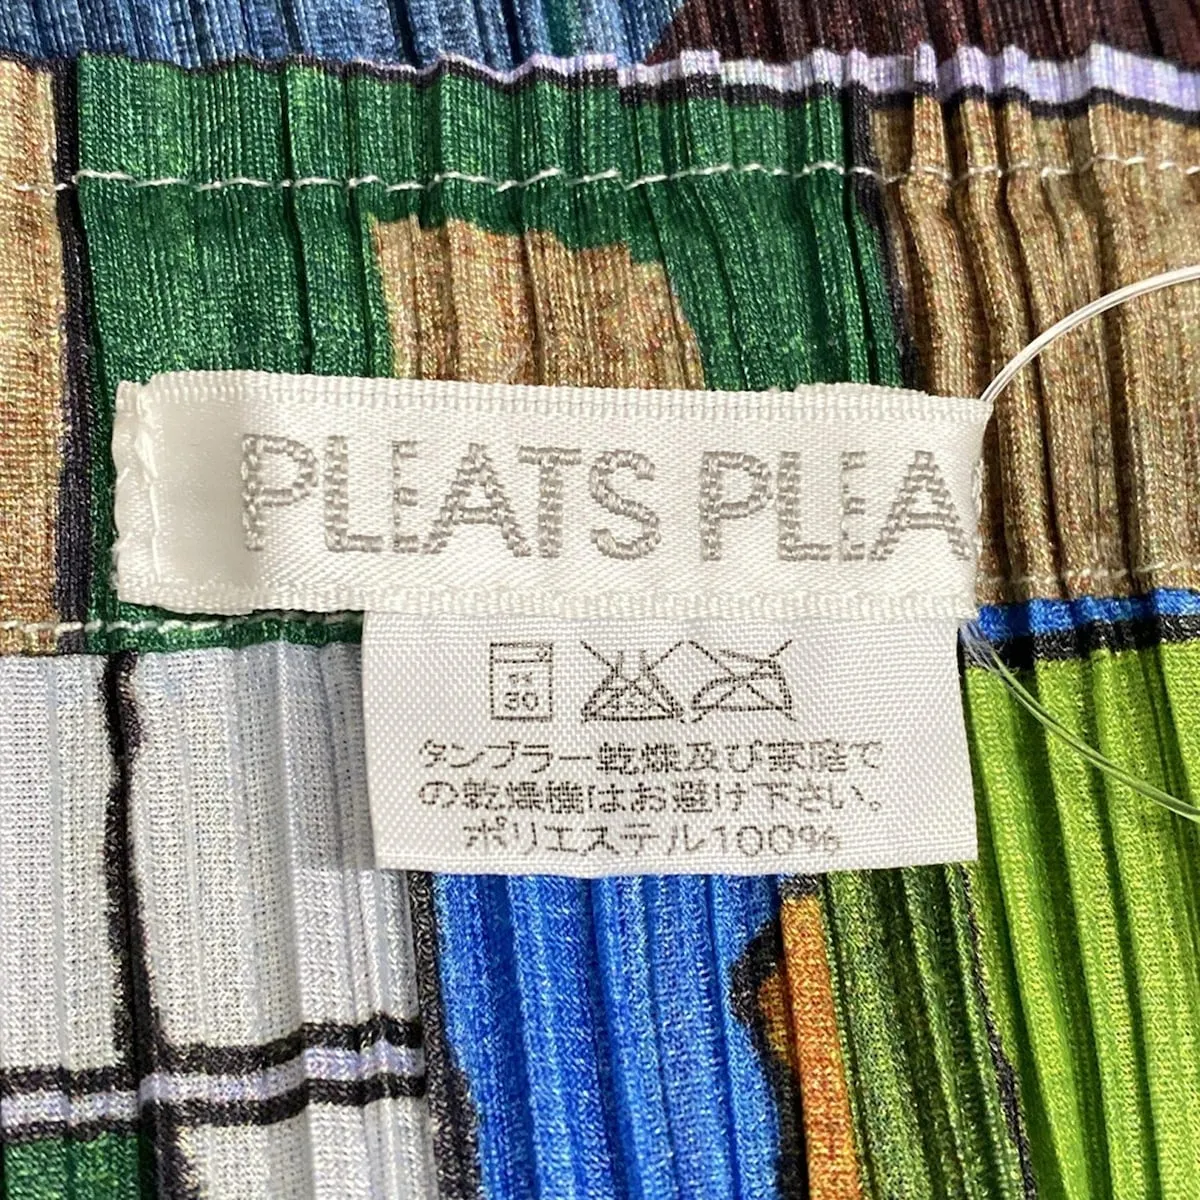 PLEATS PLEA
ネ
30
タンブラー乾燥及び家庭で
の乾燥機はお避け下さい。
ポリエステル100%